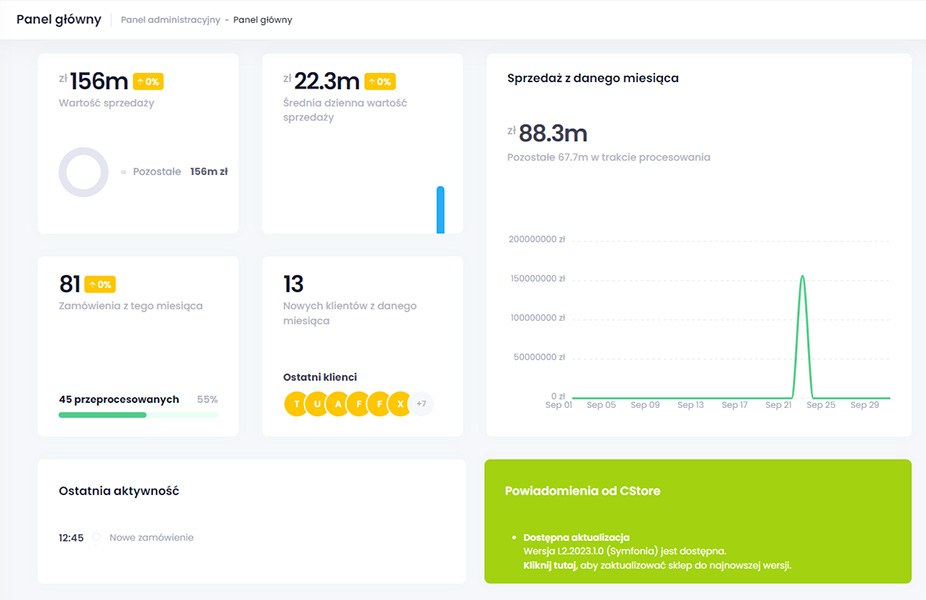 Panel główny
Panel administracyjny - Panel główny
zł 156m 0%
Wartość sprzedaży
Pozostałe 156m zł
zł 22.3m 0%
Średnia dzienna wartość
sprzedaży
Sprzedaż z danego miesiąca
zł 88.3m
Pozostałe 67.7m w trakcie procesowania
200000000 zł
150000000 zł
100000000 zł
50000000 zł
0 zł
Sep 01 Sep 05 Sep 09 Sep 13 Sep 17 Sep 21 Sep 25 Sep 29
81 0%
Zamówienia z tego miesiąca
45 przeprocesowanych 55%
13
Nowych klientów z danego
miesiąca
Ostatni klienci
T U A F F X +7
Ostatnia aktywność
12:45 Nowe zamówienie
Powiadomienia od CStore
Dostępna aktualizacja
Wersja 1.2.2023.1.0 (Symfonia) jest dostępna.
Kliknij tutaj, aby zaktualizować sklep do najnowszej wersji.